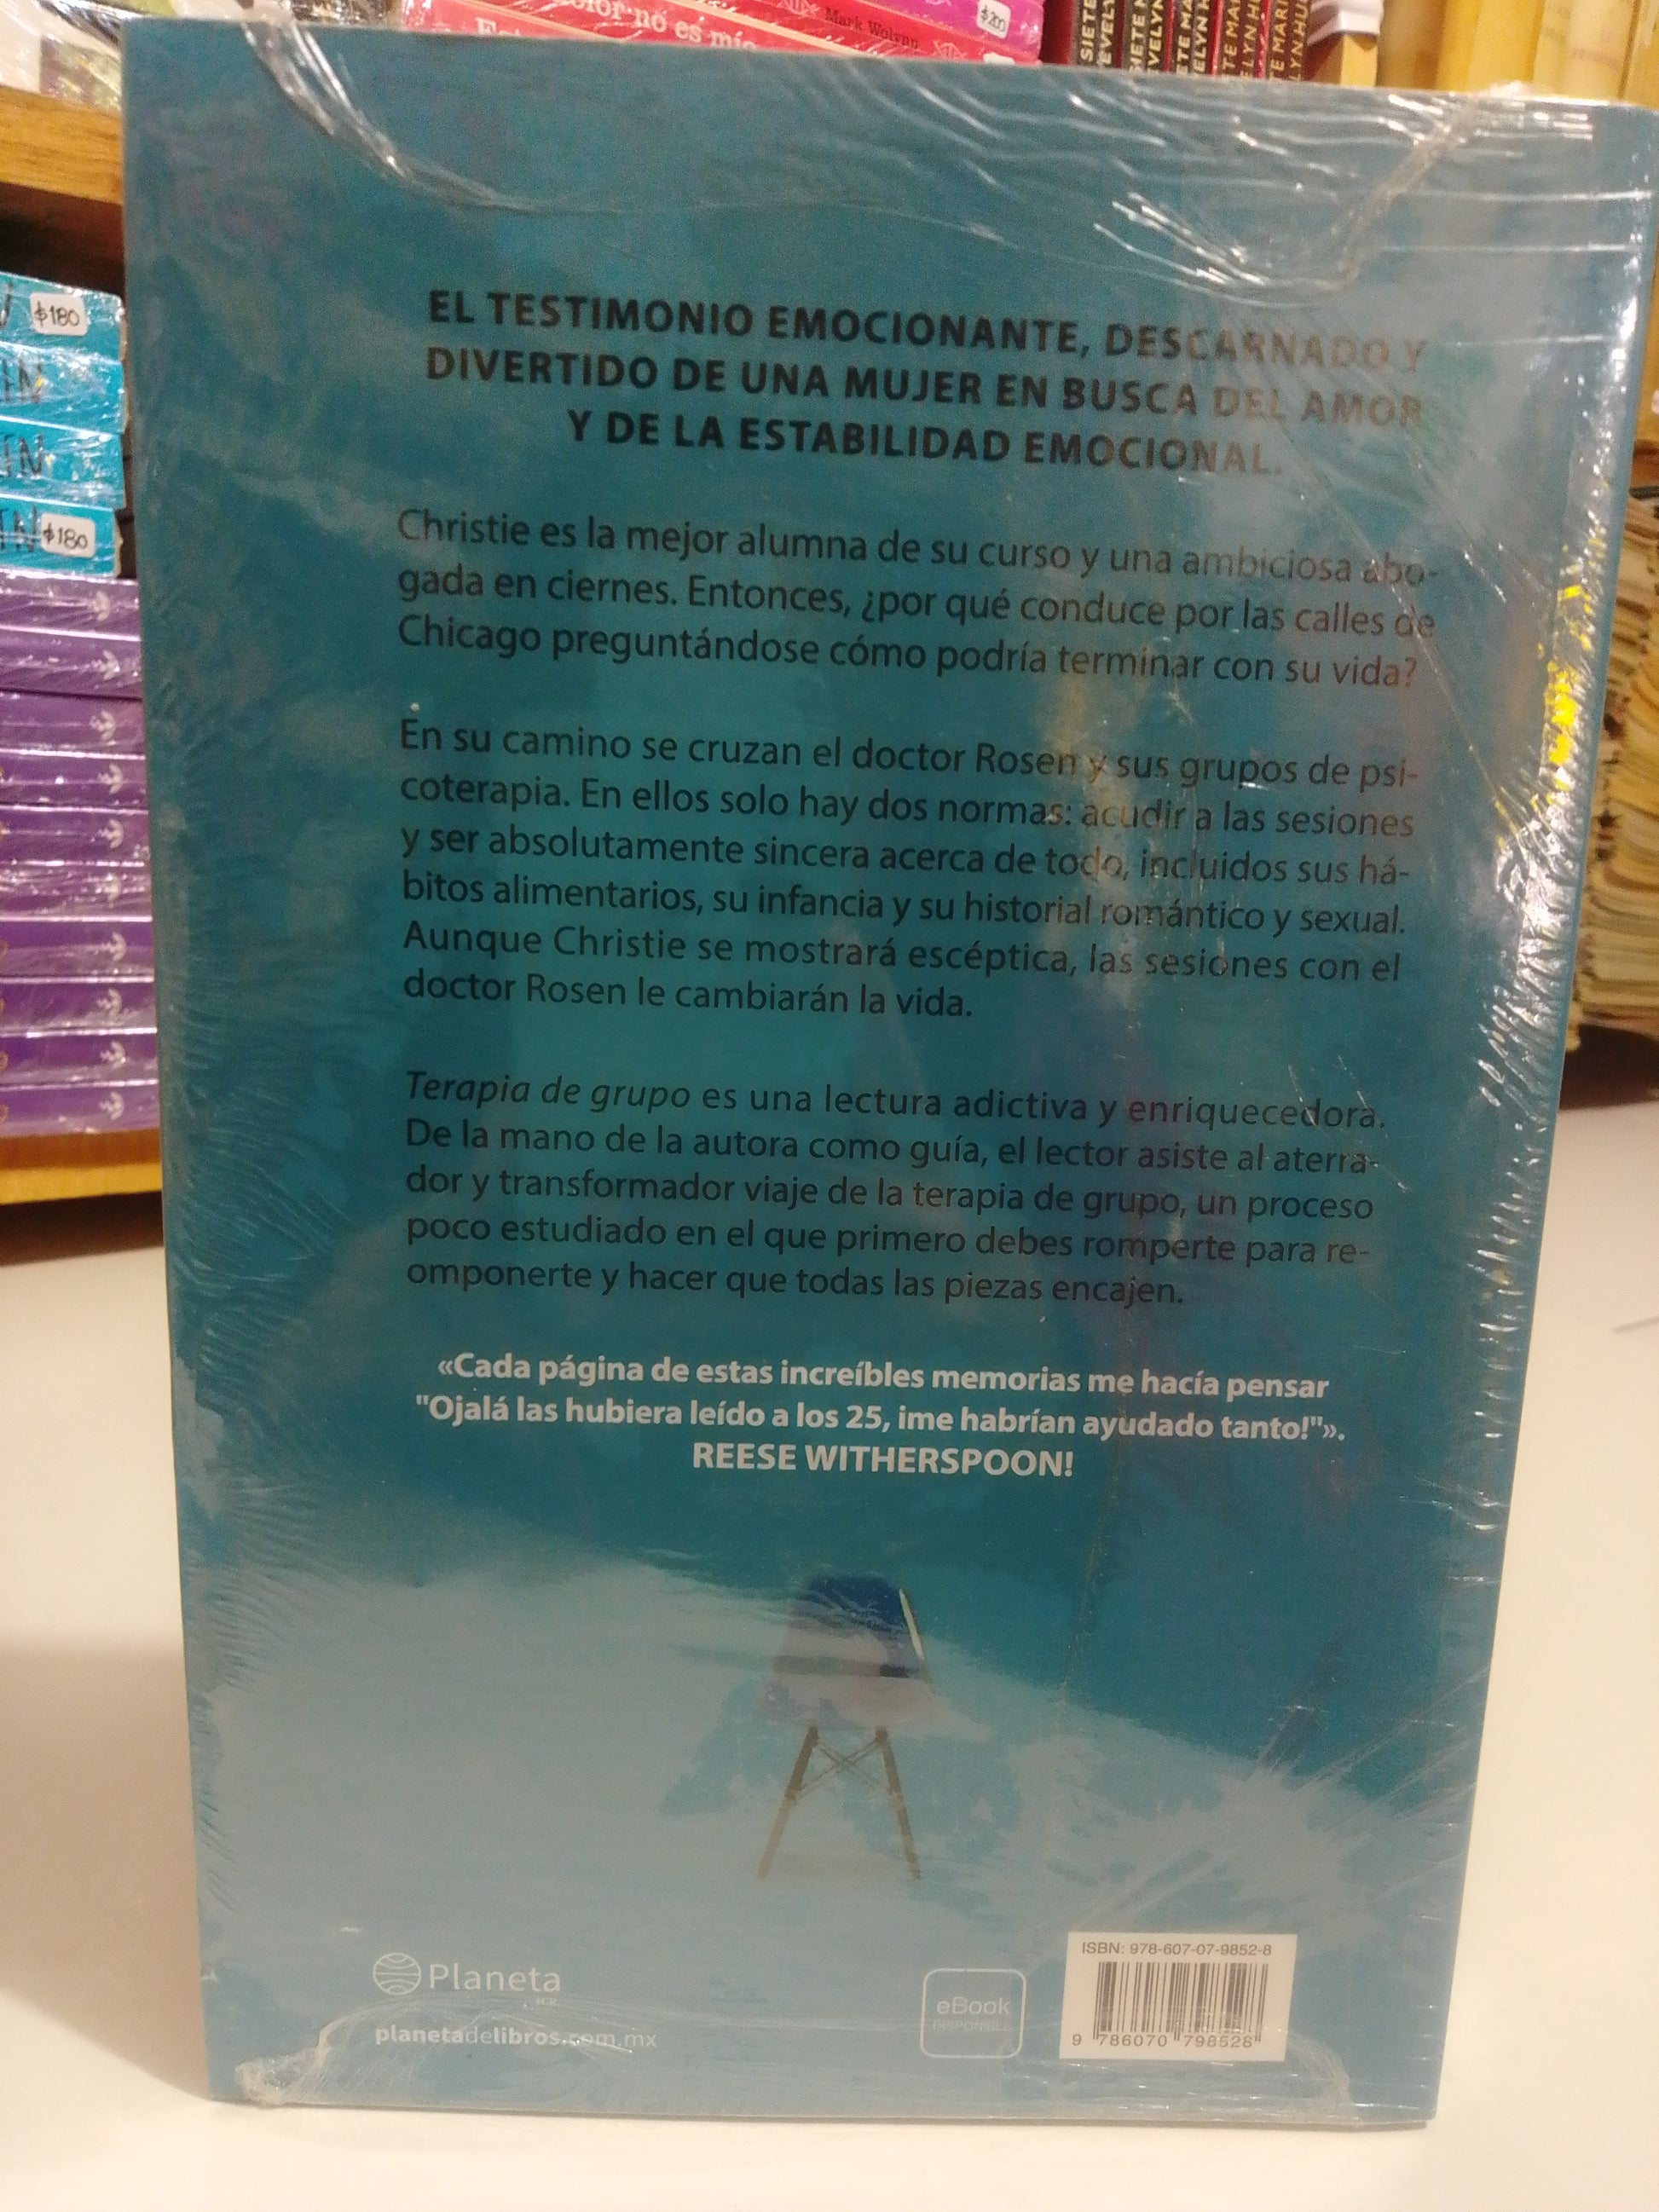 olor no es mío
Mark Wolynn
$200
$180
$180
EL TESTIMONIO EMOCIONANTE, DESCARNADO Y
DIVERTIDO DE UNA MUJER EN BUSCA DEL AMOR
Y DE LA ESTABILIDAD EMOCIONAL.
Christie es la mejor alumna de su curso y una ambiciosa abo-
gada en ciernes. Entonces, ¿por qué conduce por las calles de
Chicago preguntándose cómo podría terminar con su vida?
En su camino se cruzan el doctor Rosen y sus grupos de psi-
coterapia. En ellos solo hay dos normas: acudir a las sesiones
y ser absolutamente sincera acerca de todo, incluidos sus há-
bitos alimentarios, su infancia y su historial romántico y sexual.
Aunque Christie se mostrará escéptica, las sesiones con el
doctor Rosen le cambiarán la vida.
Terapia de grupo es una lectura adictiva y enriquecedora.
De la mano de la autora como guía, el lector asiste al aterra-
dor y transformador viaje de la terapia de grupo, un proceso
poco estudiado en el que primero debes romperte para re-
omponerte y hacer que todas las piezas encajen.
«Cada página de estas increíbles memorias me hacía pensar
"Ojalá las hubiera leído a los 25, ¡me habrían ayudado tanto!"».
REESE WITHERSPOON!
Planeta
M.R.
planetadelibros.com.mx
eBook
DISPONIBLE
ISBN: 978-607-07-9852-8
9 786070 798528